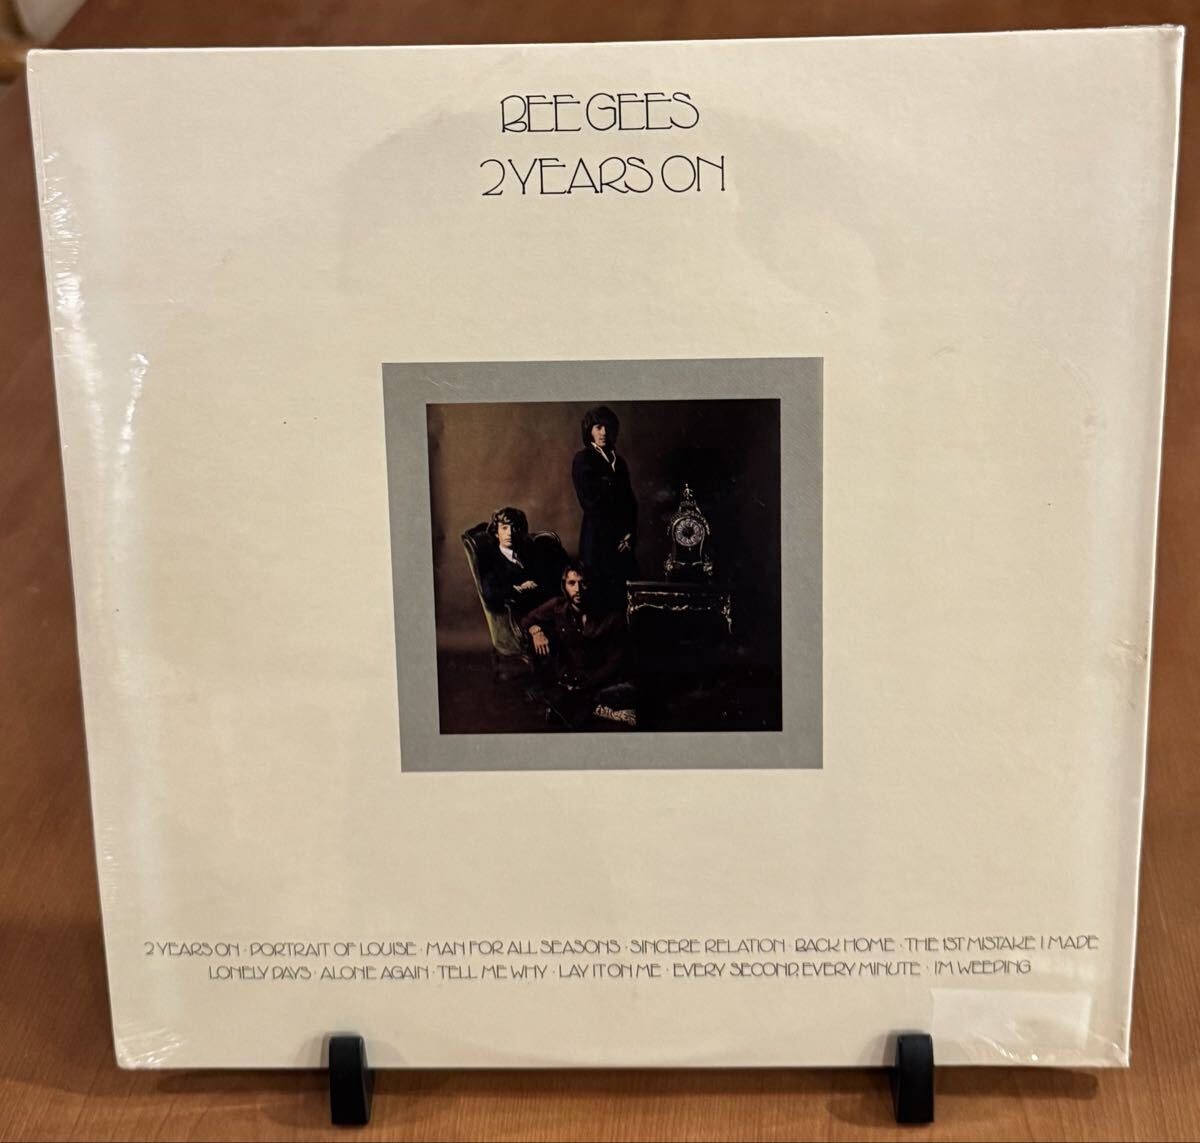 BEE GEES
2 YEARS ON
2 YEARS ON · PORTRAIT OF LOUISE · MAN FOR ALL SEASONS · SINCERE RELATION · BACK HOME · THE 1ST MISTAKE I MADE
LONELY DAYS · ALONE AGAIN · TELL ME WHY · LAY IT ON ME · EVERY SECOND, EVERY MINUTE · I'M WEEPING